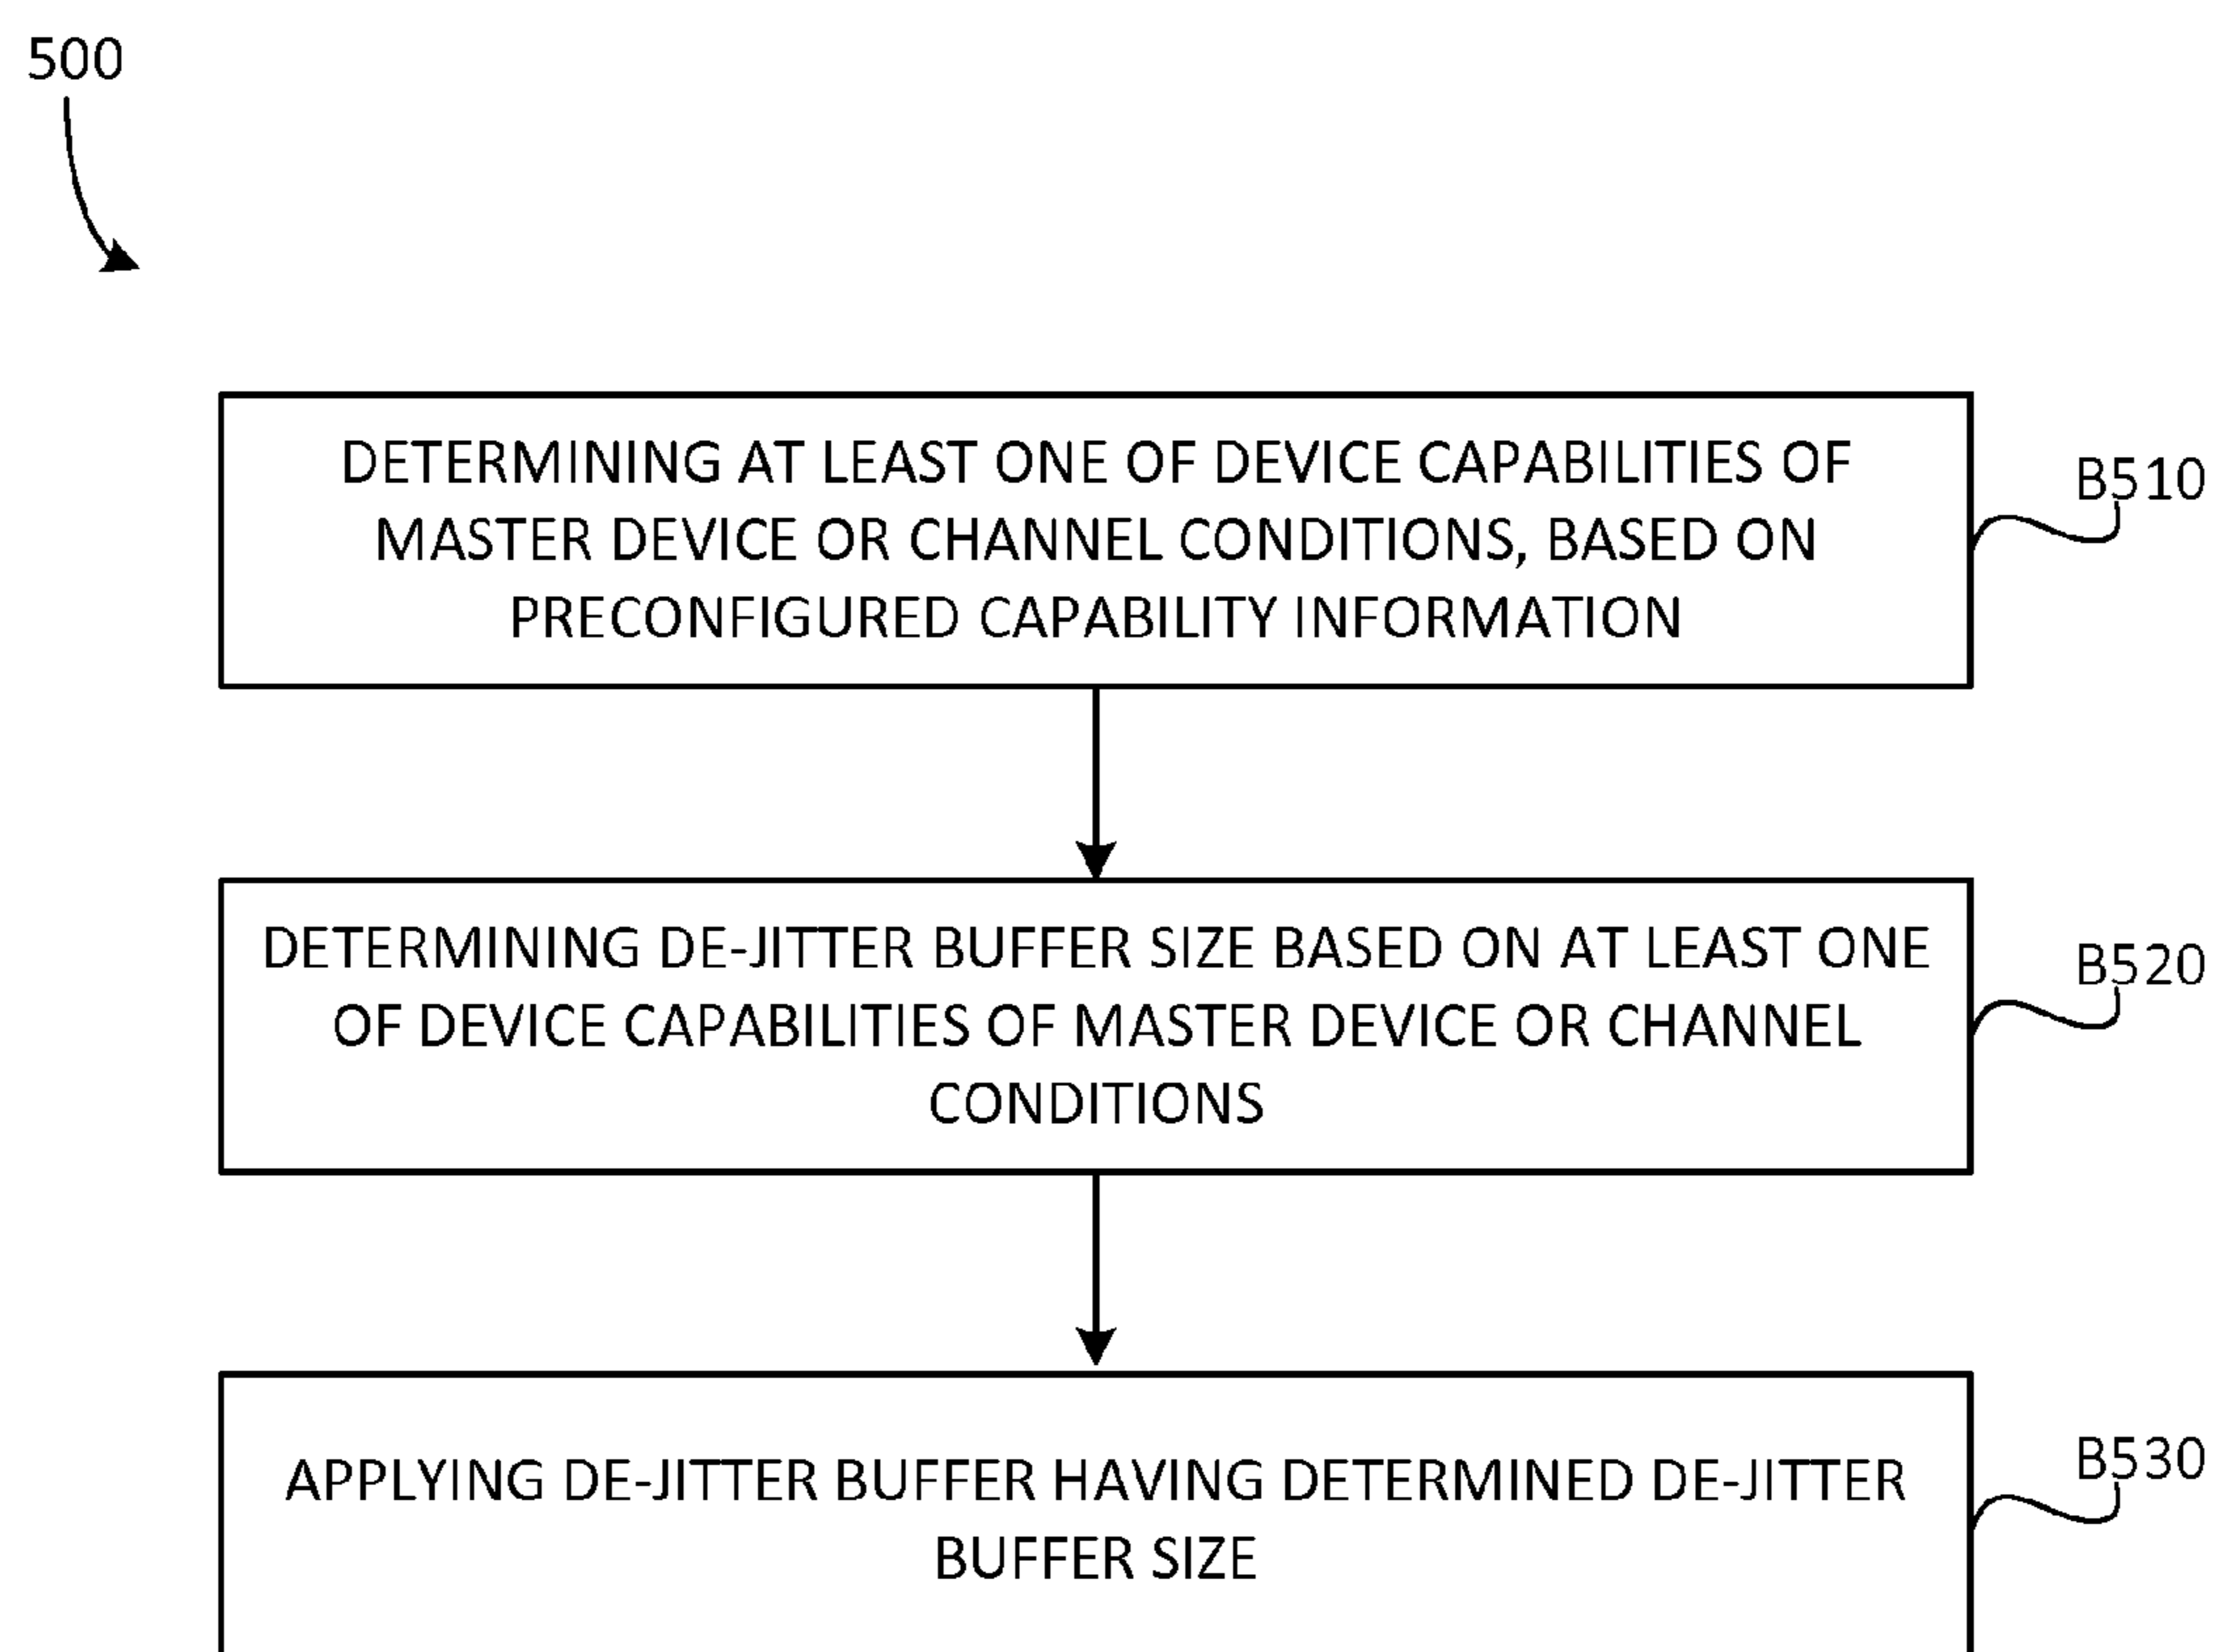 500
DETERMINING AT LEAST ONE OF DEVICE CAPABILITIES OF
MASTER DEVICE OR CHANNEL CONDITIONS, BASED ON
PRECONFIGURED CAPABILITY INFORMATION
B510
DETERMINING DE-JITTER BUFFER SIZE BASED ON AT LEAST ONE
OF DEVICE CAPABILITIES OF MASTER DEVICE OR CHANNEL
CONDITIONS
B520
APPLYING DE-JITTER BUFFER HAVING DETERMINED DE-JITTER
BUFFER SIZE
B530